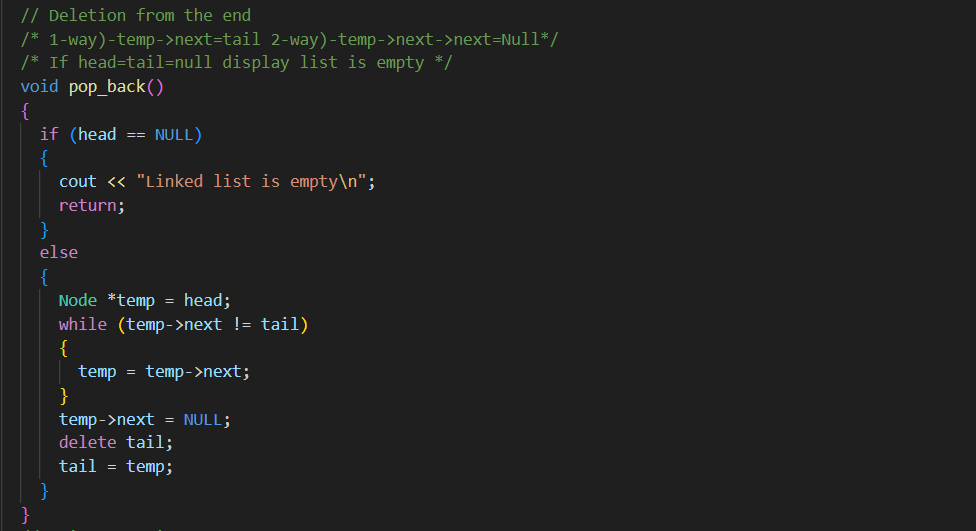 // Deletion from the end
/* 1-way)-temp->next=tail 2-way)-temp->next->next=Null*/
/* If head=tail=null display list is empty */
void pop_back()
{
if (head == NULL)
{
cout << "Linked list is empty\n";
return;
}
else
{
Node *temp = head;
while (temp->next != tail)
{
temp = temp->next;
}
temp->next = NULL;
delete tail;
tail = temp;
}
}